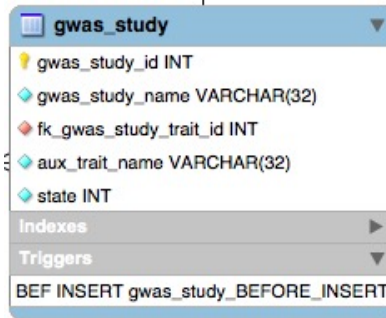 gwas_study
gwas_study_id INT
gwas_study_name VARCHAR(32)
fk_gwas_study_trait_id INT
aux_trait_name VARCHAR(32)
state INT
Indexes
Triggers
BEF INSERT gwas_study_BEFORE_INSERT